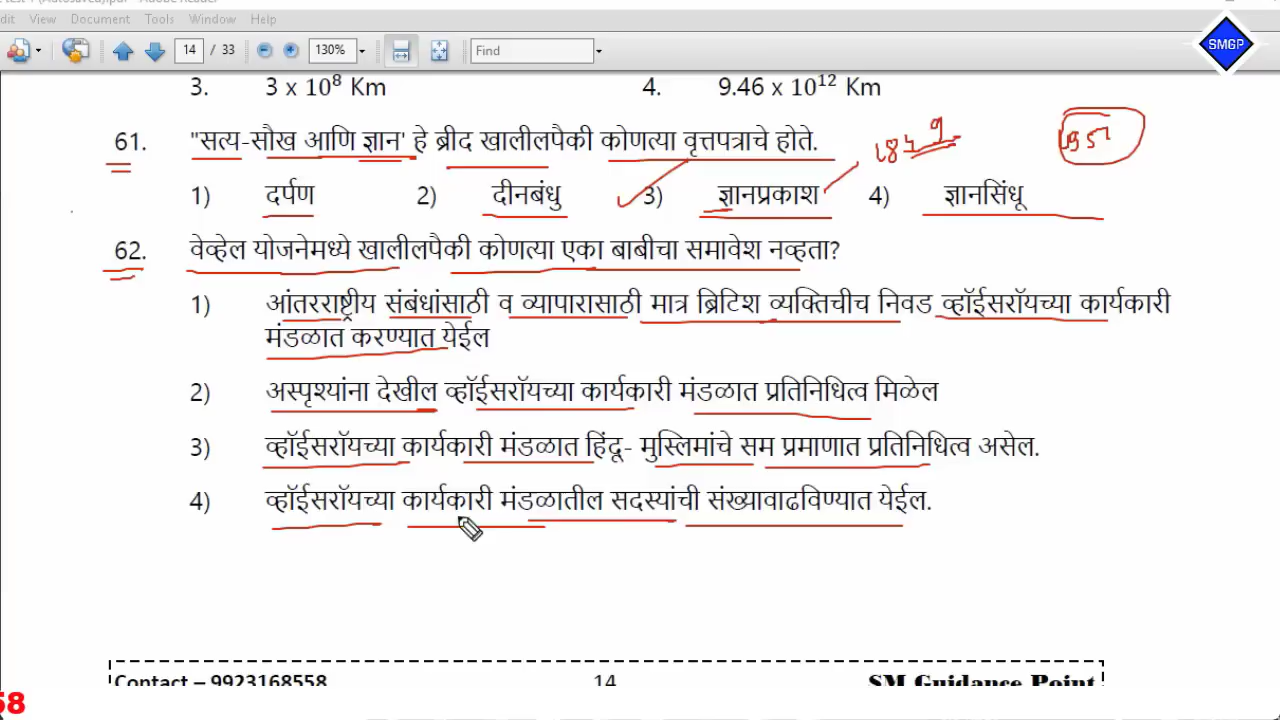 dit View Document Tools Window Help
14 / 33 130% Find
SMGP
3. 3 x 10⁸ Km 4. 9.46 x 10¹² Km
61. "सत्य-सौख आणि ज्ञान' हे ब्रीद खालीलपैकी कोणत्या वृत्तपत्राचे होते.
1849
1) दर्पण 2) दीनबंधु 3) ज्ञानप्रकाश 4) ज्ञानसिंधू
62. वेव्हेल योजनेमध्ये खालीलपैकी कोणत्या एका बाबीचा समावेश नव्हता?
1) आंतरराष्ट्रीय संबंधांसाठी व व्यापारासाठी मात्र ब्रिटिश व्यक्तिचीच निवड व्हॉईसरॉयच्या कार्यकारी
मंडळात करण्यात येईल
2) अस्पृश्यांना देखील व्हॉईसरॉयच्या कार्यकारी मंडळात प्रतिनिधित्व मिळेल
3) व्हॉईसरॉयच्या कार्यकारी मंडळात हिंदू- मुस्लिमांचे सम प्रमाणात प्रतिनिधित्व असेल.
4) व्हॉईसरॉयच्या कार्यकारी मंडळातील सदस्यांची संख्यावाढविण्यात येईल.
Contact – 9923168558 14 SM Guidance Point
58